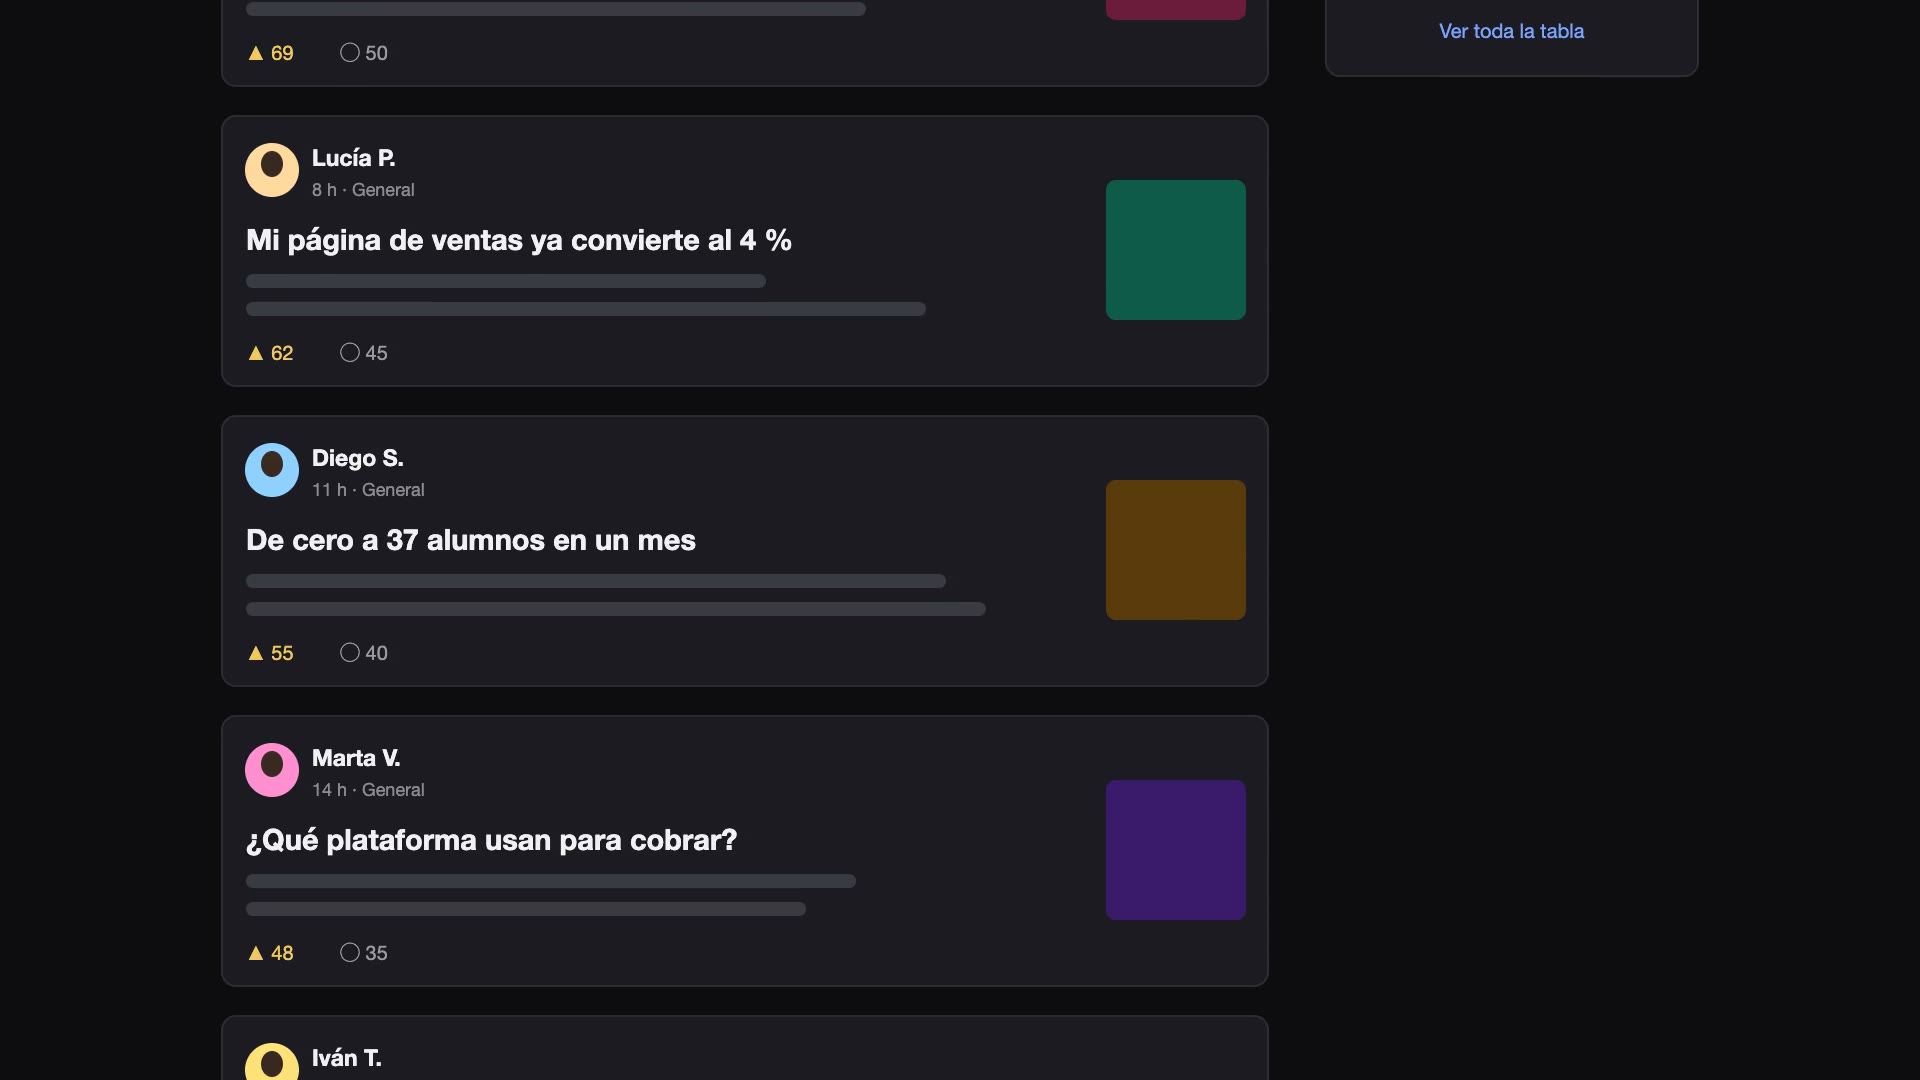 ▲ 69 ◯ 50
Ver toda la tabla
Lucía P.
8 h · General
Mi página de ventas ya convierte al 4 %
▲ 62 ◯ 45
Diego S.
11 h · General
De cero a 37 alumnos en un mes
▲ 55 ◯ 40
Marta V.
14 h · General
¿Qué plataforma usan para cobrar?
▲ 48 ◯ 35
Iván T.